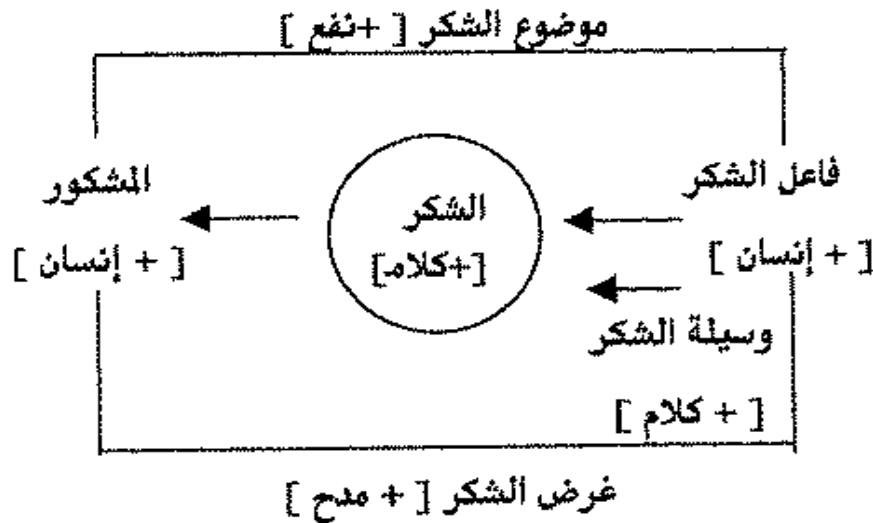 موضوع الشكر [ +نفع ]
فاعل الشكر
[ + إنسان ]
الشكر
[+كلام]
المشكور
[ + إنسان ]
وسيلة الشكر
[ + كلام ]
غرض الشكر [ + مدح ]